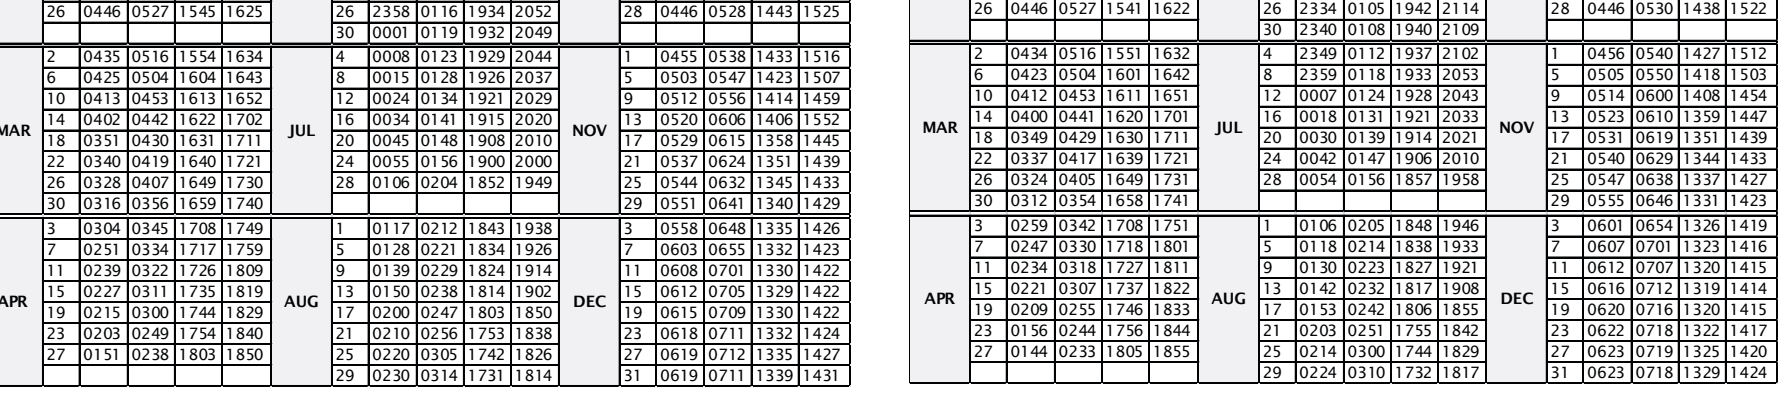 26 0446 0527 1545 1625 26 2358 0116 1934 2052 28 0446 0528 1443 1525
30 0001 0119 1932 2049
2 0435 0516 1554 1634 4 0008 0123 1929 2044 1 0455 0538 1433 1516
6 0425 0504 1604 1643 8 0015 0128 1926 2037 5 0503 0547 1423 1507
10 0413 0453 1613 1652 12 0024 0134 1921 2029 9 0512 0556 1414 1459
14 0402 0442 1622 1702 16 0034 0141 1915 2020 13 0520 0606 1406 1552
MAR JUL NOV
18 0351 0430 1631 1711 20 0045 0148 1908 2010 17 0529 0615 1358 1445
22 0340 0419 1640 1721 24 0055 0156 1900 2000 21 0537 0624 1351 1439
26 0328 0407 1649 1730 28 0106 0204 1852 1949 25 0544 0632 1345 1433
30 0316 0356 1659 1740 29 0551 0641 1340 1429
3 0304 0345 1708 1749 1 0117 0212 1843 1938 3 0558 0648 1335 1426
7 0251 0334 1717 1759 5 0128 0221 1834 1926 7 0603 0655 1332 1423
11 0239 0322 1726 1809 9 0139 0229 1824 1914 11 0608 0701 1330 1422
15 0227 0311 1735 1819 13 0150 0238 1814 1902 15 0612 0705 1329 1422
APR AUG DEC
19 0215 0300 1744 1829 17 0200 0247 1803 1850 19 0615 0709 1330 1422
23 0203 0249 1754 1840 21 0210 0256 1753 1838 23 0618 0711 1332 1424
27 0151 0238 1803 1850 25 0220 0305 1742 1826 27 0619 0712 1335 1427
29 0230 0314 1731 1814 31 0619 0711 1339 1431
26 0446 0527 1541 1622 26 2334 0105 1942 2114 28 0446 0530 1438 1522
30 2340 0108 1940 2109
2 0434 0516 1551 1632 4 2349 0112 1937 2102 1 0456 0540 1427 1512
6 0423 0504 1601 1642 8 2359 0118 1933 2053 5 0505 0550 1418 1503
10 0412 0453 1611 1651 12 0007 0124 1928 2043 9 0514 0600 1408 1454
14 0400 0441 1620 1701 16 0018 0131 1921 2033 13 0523 0610 1359 1447
MAR JUL NOV
18 0349 0429 1630 1711 20 0030 0139 1914 2021 17 0531 0619 1351 1439
22 0337 0417 1639 1721 24 0042 0147 1906 2010 21 0540 0629 1344 1433
26 0324 0405 1649 1731 28 0054 0156 1857 1958 25 0547 0638 1337 1427
30 0312 0354 1658 1741 29 0555 0646 1331 1423
3 0259 0342 1708 1751 1 0106 0205 1848 1946 3 0601 0654 1326 1419
7 0247 0330 1718 1801 5 0118 0214 1838 1933 7 0607 0701 1323 1416
11 0234 0318 1727 1811 9 0130 0223 1827 1921 11 0612 0707 1320 1415
15 0221 0307 1737 1822 13 0142 0232 1817 1908 15 0616 0712 1319 1414
APR AUG DEC
19 0209 0255 1746 1833 17 0153 0242 1806 1855 19 0620 0716 1320 1415
23 0156 0244 1756 1844 21 0203 0251 1755 1842 23 0622 0718 1322 1417
27 0144 0233 1805 1855 25 0214 0300 1744 1829 27 0623 0719 1325 1420
29 0224 0310 1732 1817 31 0623 0718 1329 1424